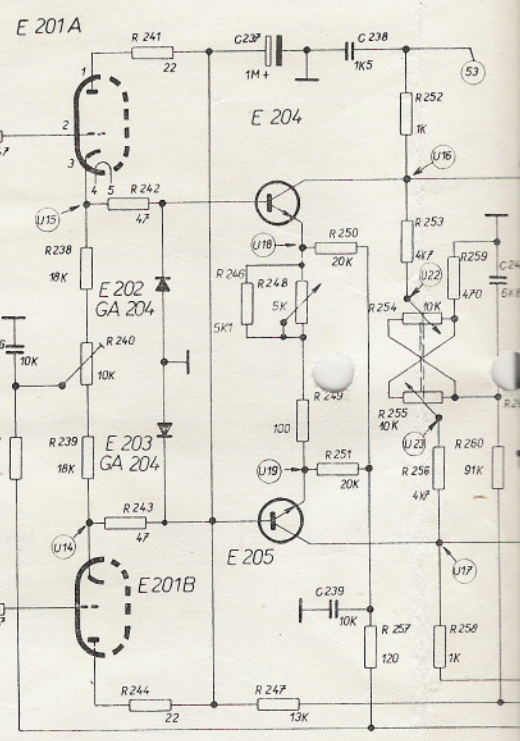 E 201A
R 241
22
C 237
1M +
C 238
1K5
53
1
2
3
4 5
47
E 204
R 252
1K
U16
U15
R 242
47
R 238
18K
U18
R 250
20K
R 253
4K7
R 259
470
R 246
5K1
R 248
5K
U22
R 254
10K
6K8
E 202
GA 204
R 240
10K
10K
R 249
100
R 255
10K
U23
R 239
18K
E 203
GA 204
U19
R 251
20K
R 256
4K7
R 260
91K
R 243
47
U14
E 205
U17
E 201B
C 239
10K
R 257
120
R 258
1K
R 244
22
R 247
13K